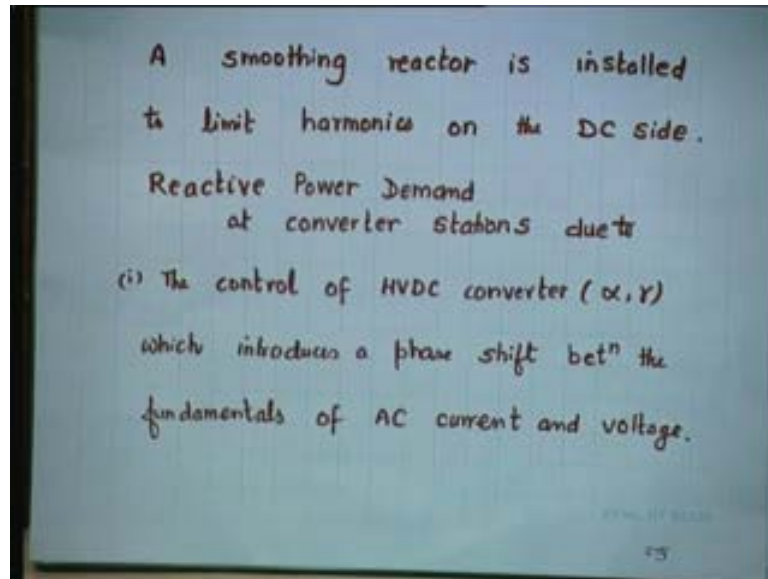 A smoothing reactor is installed
to limit harmonics on the DC side.
Reactive Power Demand
at converter stations due to
(i) The control of HVDC converter (α, γ)
which introduces a phase shift betⁿ the
fundamentals of AC current and voltage.